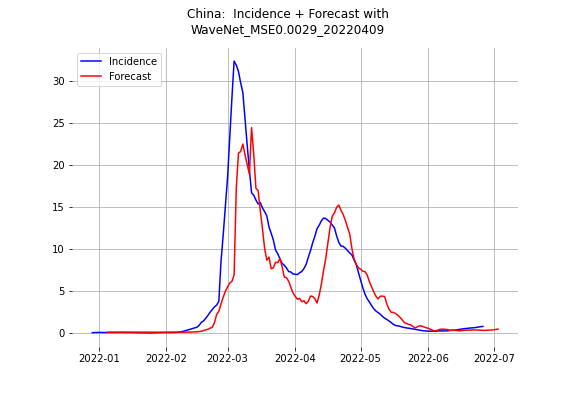 China:  Incidence + Forecast with
WaveNet_MSE0.0029_20220409
Incidence
Forecast
30
25
20
15
10
5
0
2022-01 2022-02 2022-03 2022-04 2022-05 2022-06 2022-07